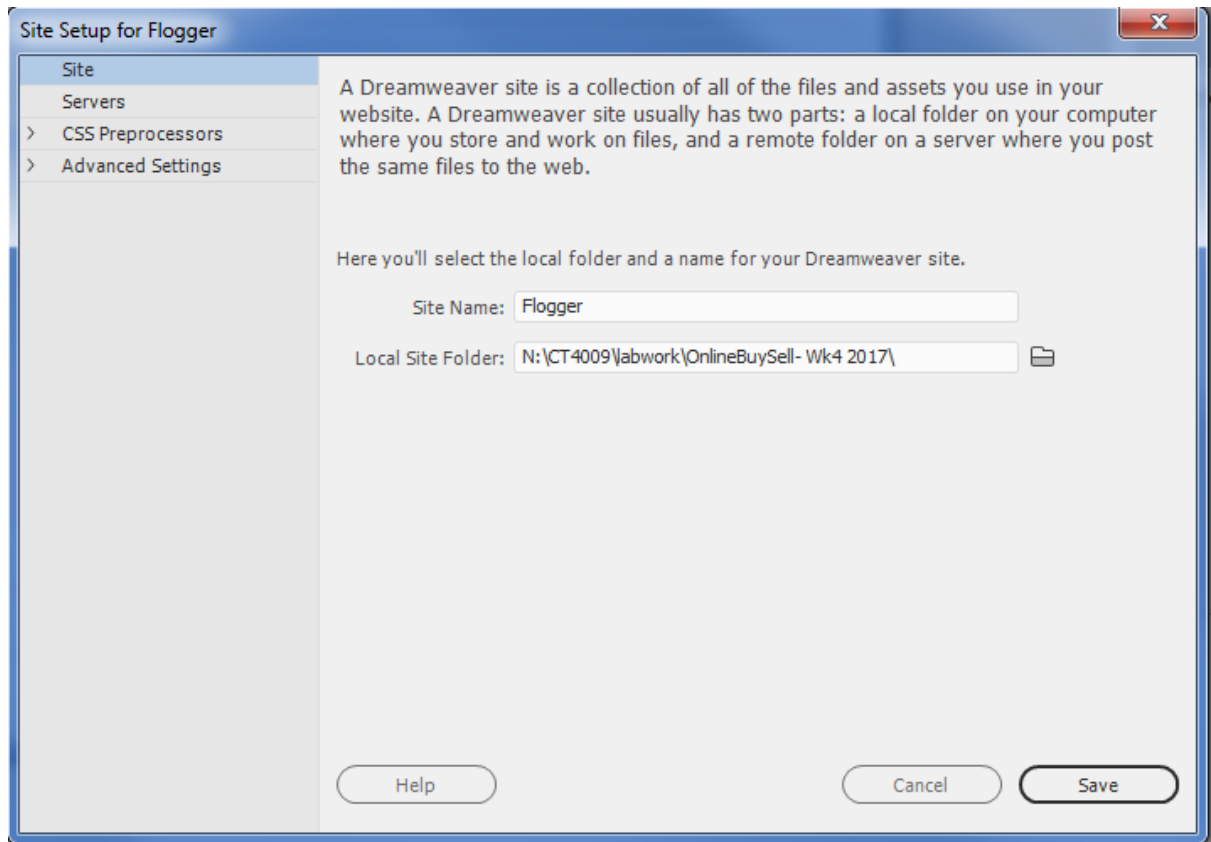 Site Setup for Flogger
Site
Servers
CSS Preprocessors
Advanced Settings
A Dreamweaver site is a collection of all of the files and assets you use in your
website. A Dreamweaver site usually has two parts: a local folder on your computer
where you store and work on files, and a remote folder on a server where you post
the same files to the web.
Here you'll select the local folder and a name for your Dreamweaver site.
Site Name: Flogger
Local Site Folder: N:\CT4009\labwork\OnlineBuySell- Wk4 2017\
Help Cancel Save